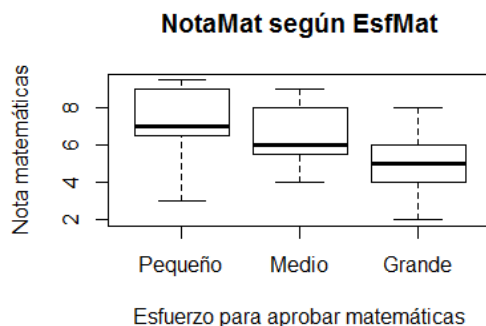 NotaMat según EsfMat
Nota matemáticas
8
6
4
2
Pequeño Medio Grande
Esfuerzo para aprobar matemáticas